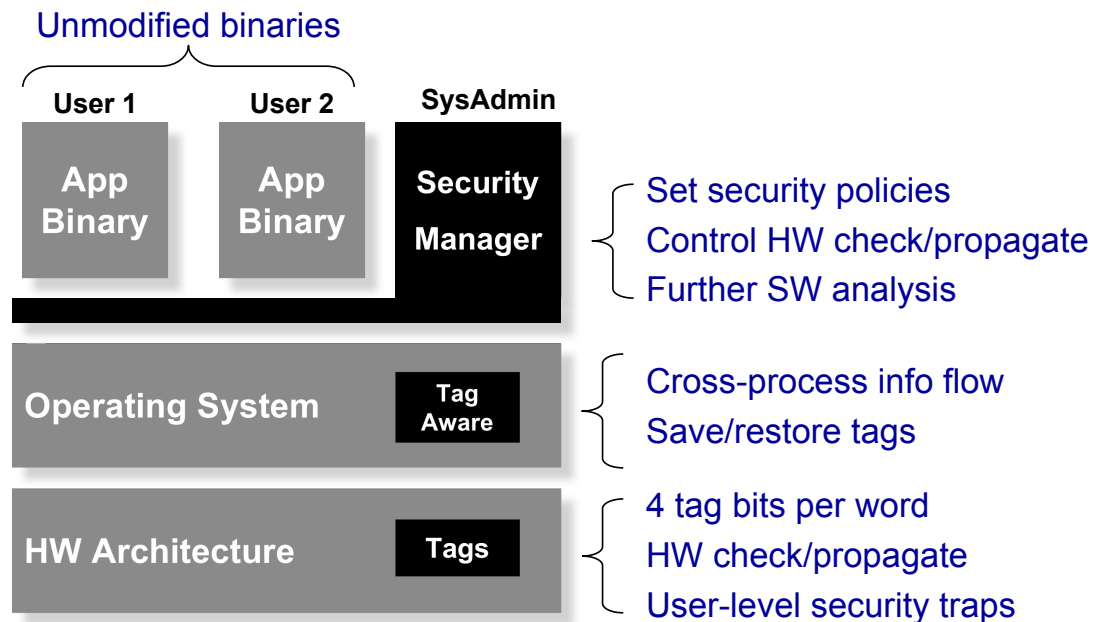 Unmodified binaries
User 1
User 2
SysAdmin
App
Binary
App
Binary
Security
Manager
Set security policies
Control HW check/propagate
Further SW analysis
Operating System
Tag
Aware
Cross-process info flow
Save/restore tags
HW Architecture
Tags
4 tag bits per word
HW check/propagate
User-level security traps